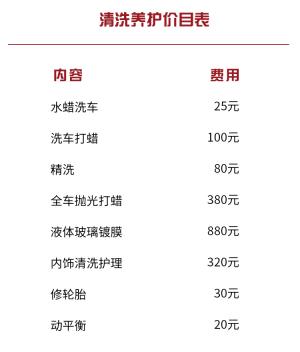 清洗养护价目表
内容 费用
水蜡洗车 25元
洗车打蜡 100元
精洗 80元
全车抛光打蜡 380元
液体玻璃镀膜 880元
内饰清洗护理 320元
修轮胎 30元
动平衡 20元